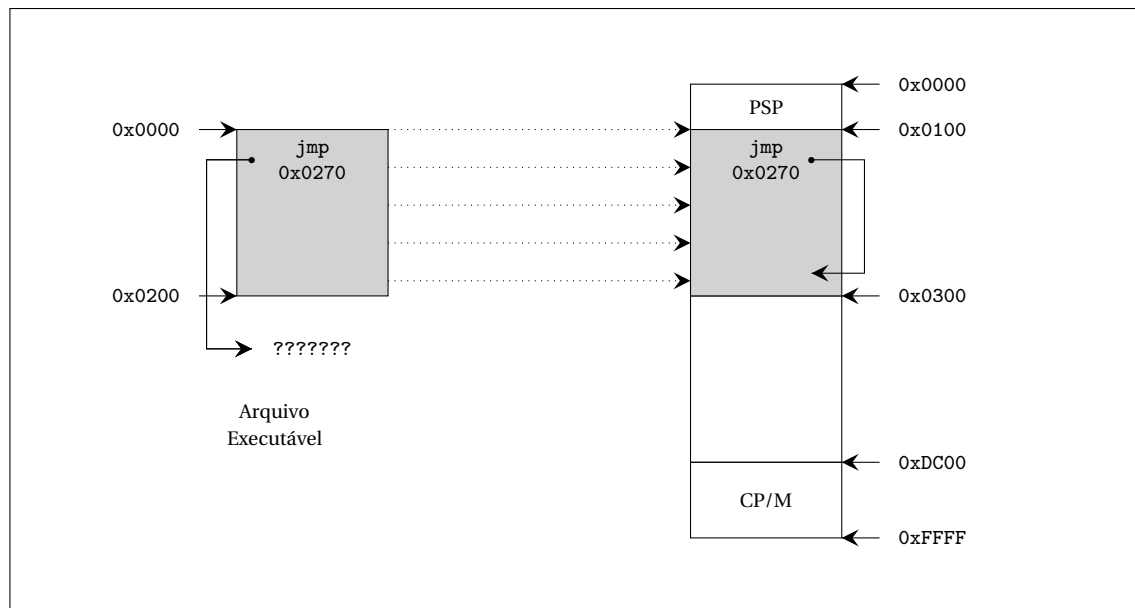 0x0000
PSP
0x0000
0x0100
jmp
0x0270
jmp
0x0270
0x0200
0x0300
???????
Arquivo
Executável
0xDC00
CP/M
0xFFFF